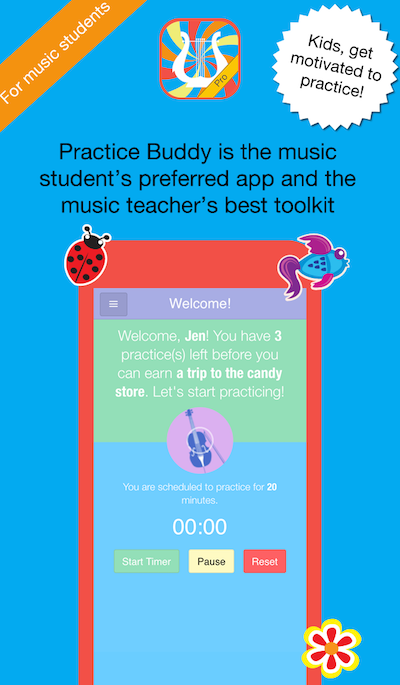 For music students
Pro
Kids, get
motivated to
practice!
Practice Buddy is the music
student's preferred app and the
music teacher's best toolkit
Welcome!
Welcome, Jen! You have 3
practice(s) left before you
can earn a trip to the candy
store. Let's start practicing!
You are scheduled to practice for 20
minutes.
00:00
Start Timer Pause Reset